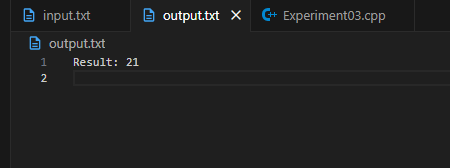 input.txt output.txt Experiment03.cpp
output.txt
1 Result: 21
2